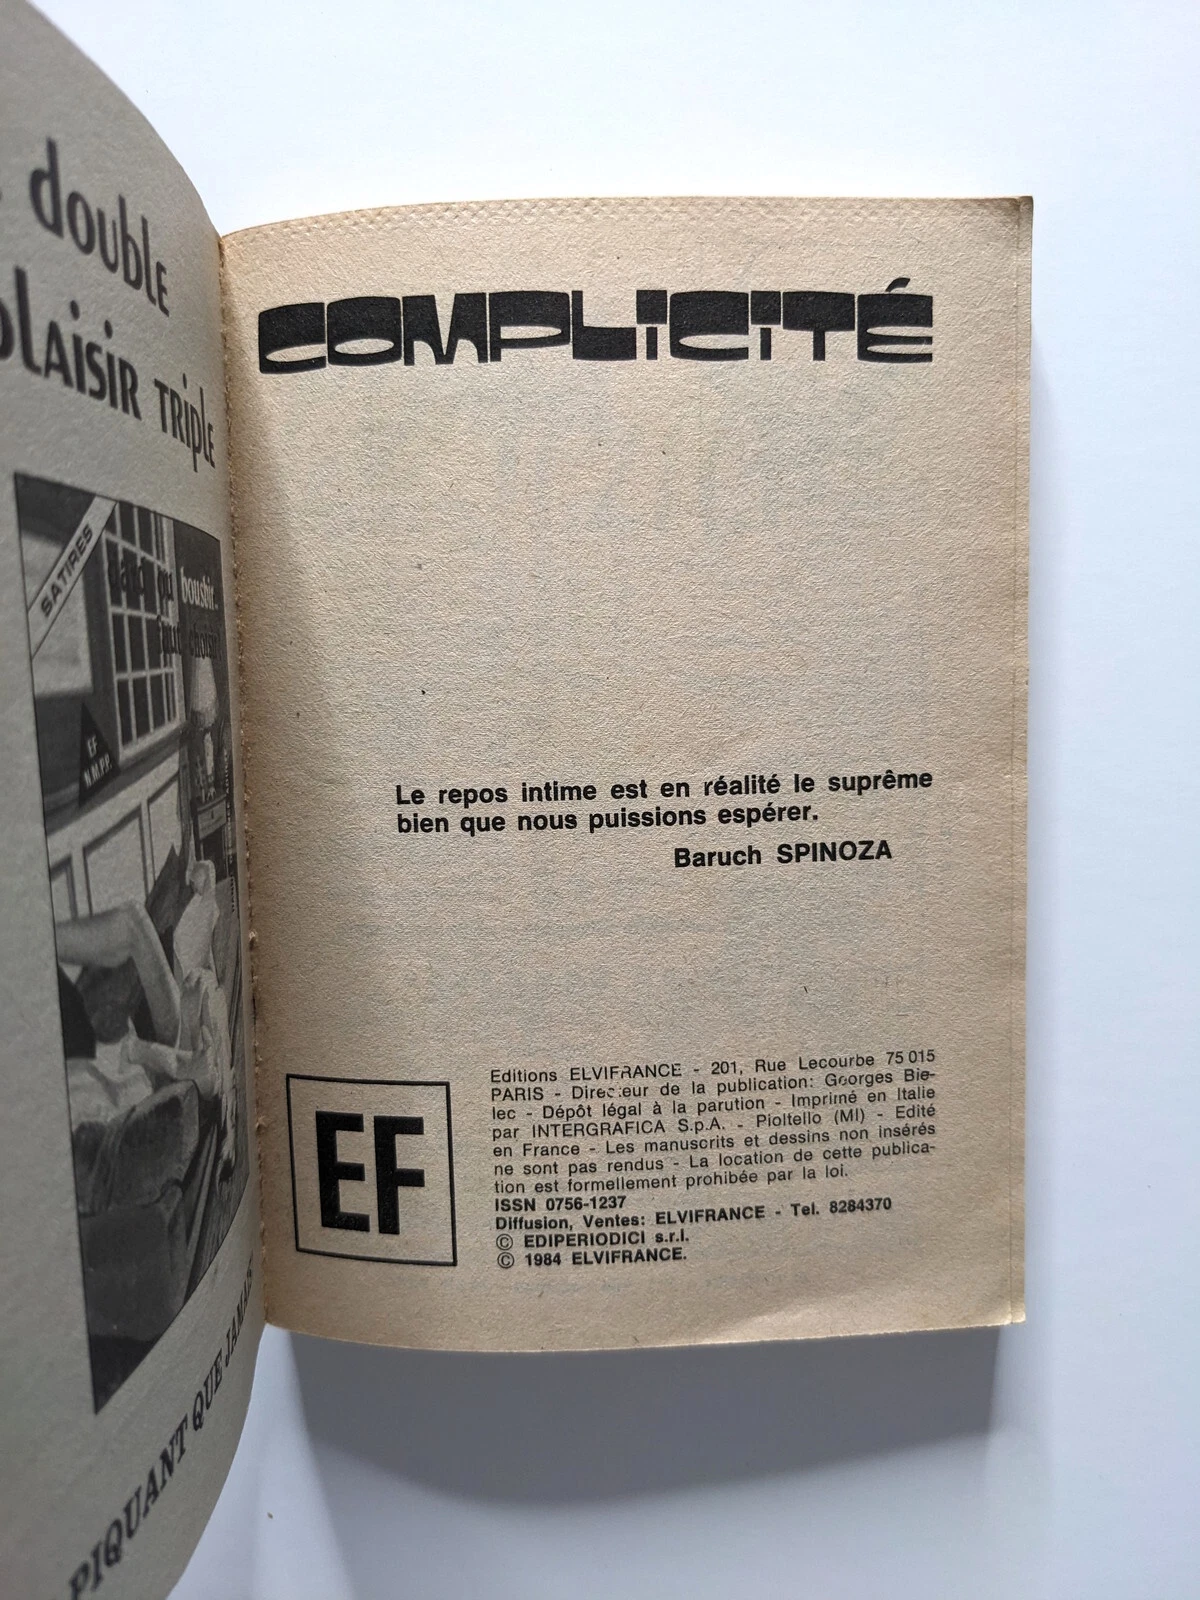 double
PLAISIR TRIPLE
SATIRES
boustir..
choisir
EF
N.M.P.P.
PIQUANT QUE JAMAIS
COMPLICITÉ
Le repos intime est en réalité le suprême
bien que nous puissions espérer.
Baruch SPINOZA
EF
Editions ELVIFRANCE - 201, Rue Lecourbe 75 015
PARIS - Directeur de la publication: Georges Bie-
lec - Dépôt légal à la parution - Imprimé en Italie
par INTERGRAFICA S.p.A. - Pioltello (MI) - Edité
en France - Les manuscrits et dessins non insérés
ne sont pas rendus - La location de cette publica-
tion est formellement prohibée par la loi.
ISSN 0756-1237
Diffusion, Ventes: ELVIFRANCE - Tel. 8284370
© EDIPERIODICI s.r.l.
© 1984 ELVIFRANCE.